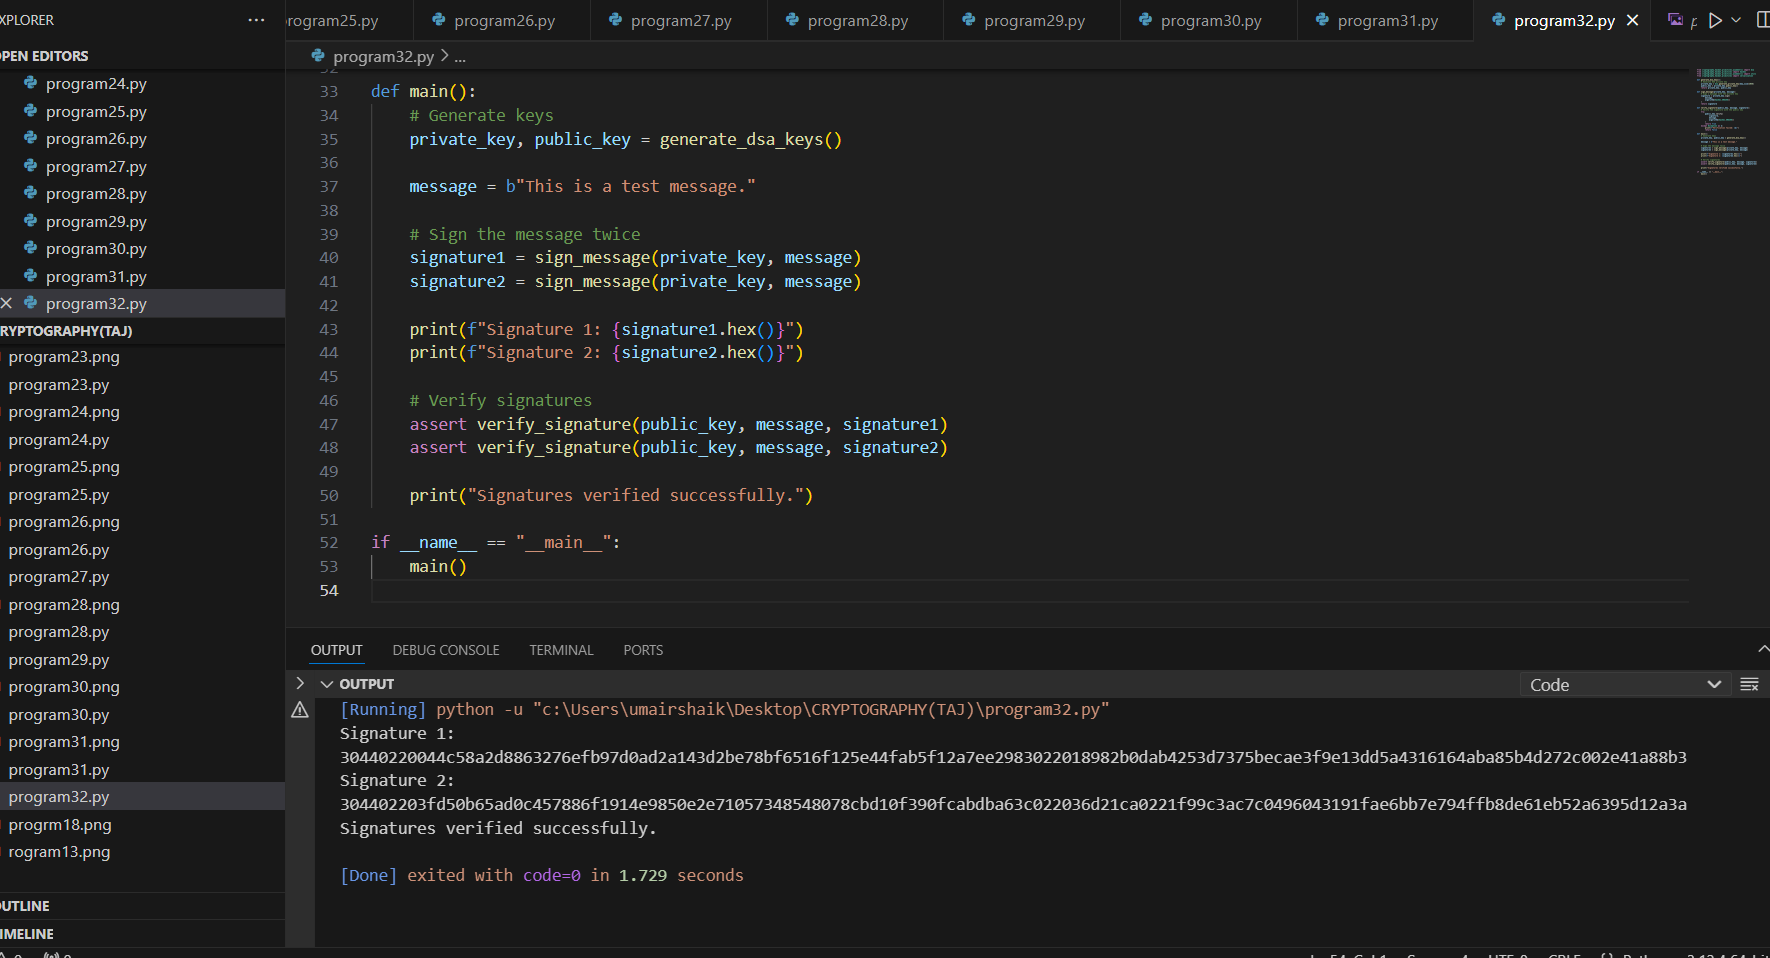 XPLORER
···
rogram25.py
program26.py
program27.py
program28.py
program29.py
program30.py
program31.py
program32.py
PEN EDITORS
program24.py
program25.py
program26.py
program27.py
program28.py
program29.py
program30.py
program31.py
program32.py
RYPTOGRAPHY(TAJ)
program23.png
program23.py
program24.png
program24.py
program25.png
program25.py
program26.png
program26.py
program27.py
program28.png
program28.py
program29.py
program30.png
program30.py
program31.png
program31.py
program32.py
progrm18.png
rogram13.png
UTLINE
IMELINE
program32.py > ...
33 def main():
34     # Generate keys
35     private_key, public_key = generate_dsa_keys()
36
37     message = b"This is a test message."
38
39     # Sign the message twice
40     signature1 = sign_message(private_key, message)
41     signature2 = sign_message(private_key, message)
42
43     print(f"Signature 1: {signature1.hex()}")
44     print(f"Signature 2: {signature2.hex()}")
45
46     # Verify signatures
47     assert verify_signature(public_key, message, signature1)
48     assert verify_signature(public_key, message, signature2)
49
50     print("Signatures verified successfully.")
51
52 if __name__ == "__main__":
53     main()
54
OUTPUT DEBUG CONSOLE TERMINAL PORTS
OUTPUT
Code
[Running] python -u "c:\Users\umairshaik\Desktop\CRYPTOGRAPHY(TAJ)\program32.py"
Signature 1:
30440220044c58a2d8863276efb97d0ad2a143d2be78bf6516f125e44fab5f12a7ee2983022018982b0dab4253d7375becae3f9e13dd5a4316164aba85b4d272c002e41a88b3
Signature 2:
304402203fd50b65ad0c457886f1914e9850e2e71057348548078cbd10f390fcabdba63c022036d21ca0221f99c3ac7c0496043191fae6bb7e794ffb8de61eb52a6395d12a3a
Signatures verified successfully.
[Done] exited with code=0 in 1.729 seconds